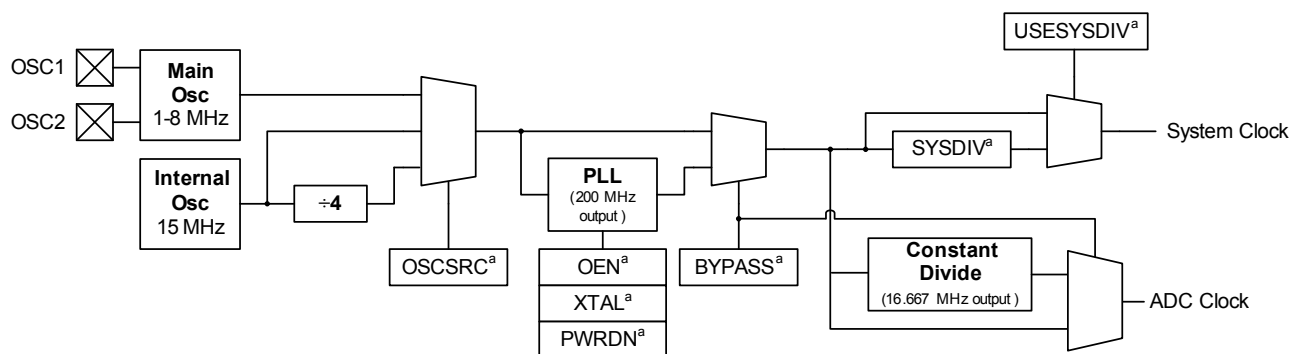 USESYSDIVᵃ
OSC1
Main
Osc
1-8 MHz
OSC2
System Clock
SYSDIVᵃ
Internal
Osc
15 MHz
÷4
PLL
(200 MHz
output )
OSCSRCᵃ
OENᵃ
XTALᵃ
PWRDNᵃ
BYPASSᵃ
Constant
Divide
(16.667 MHz output )
ADC Clock